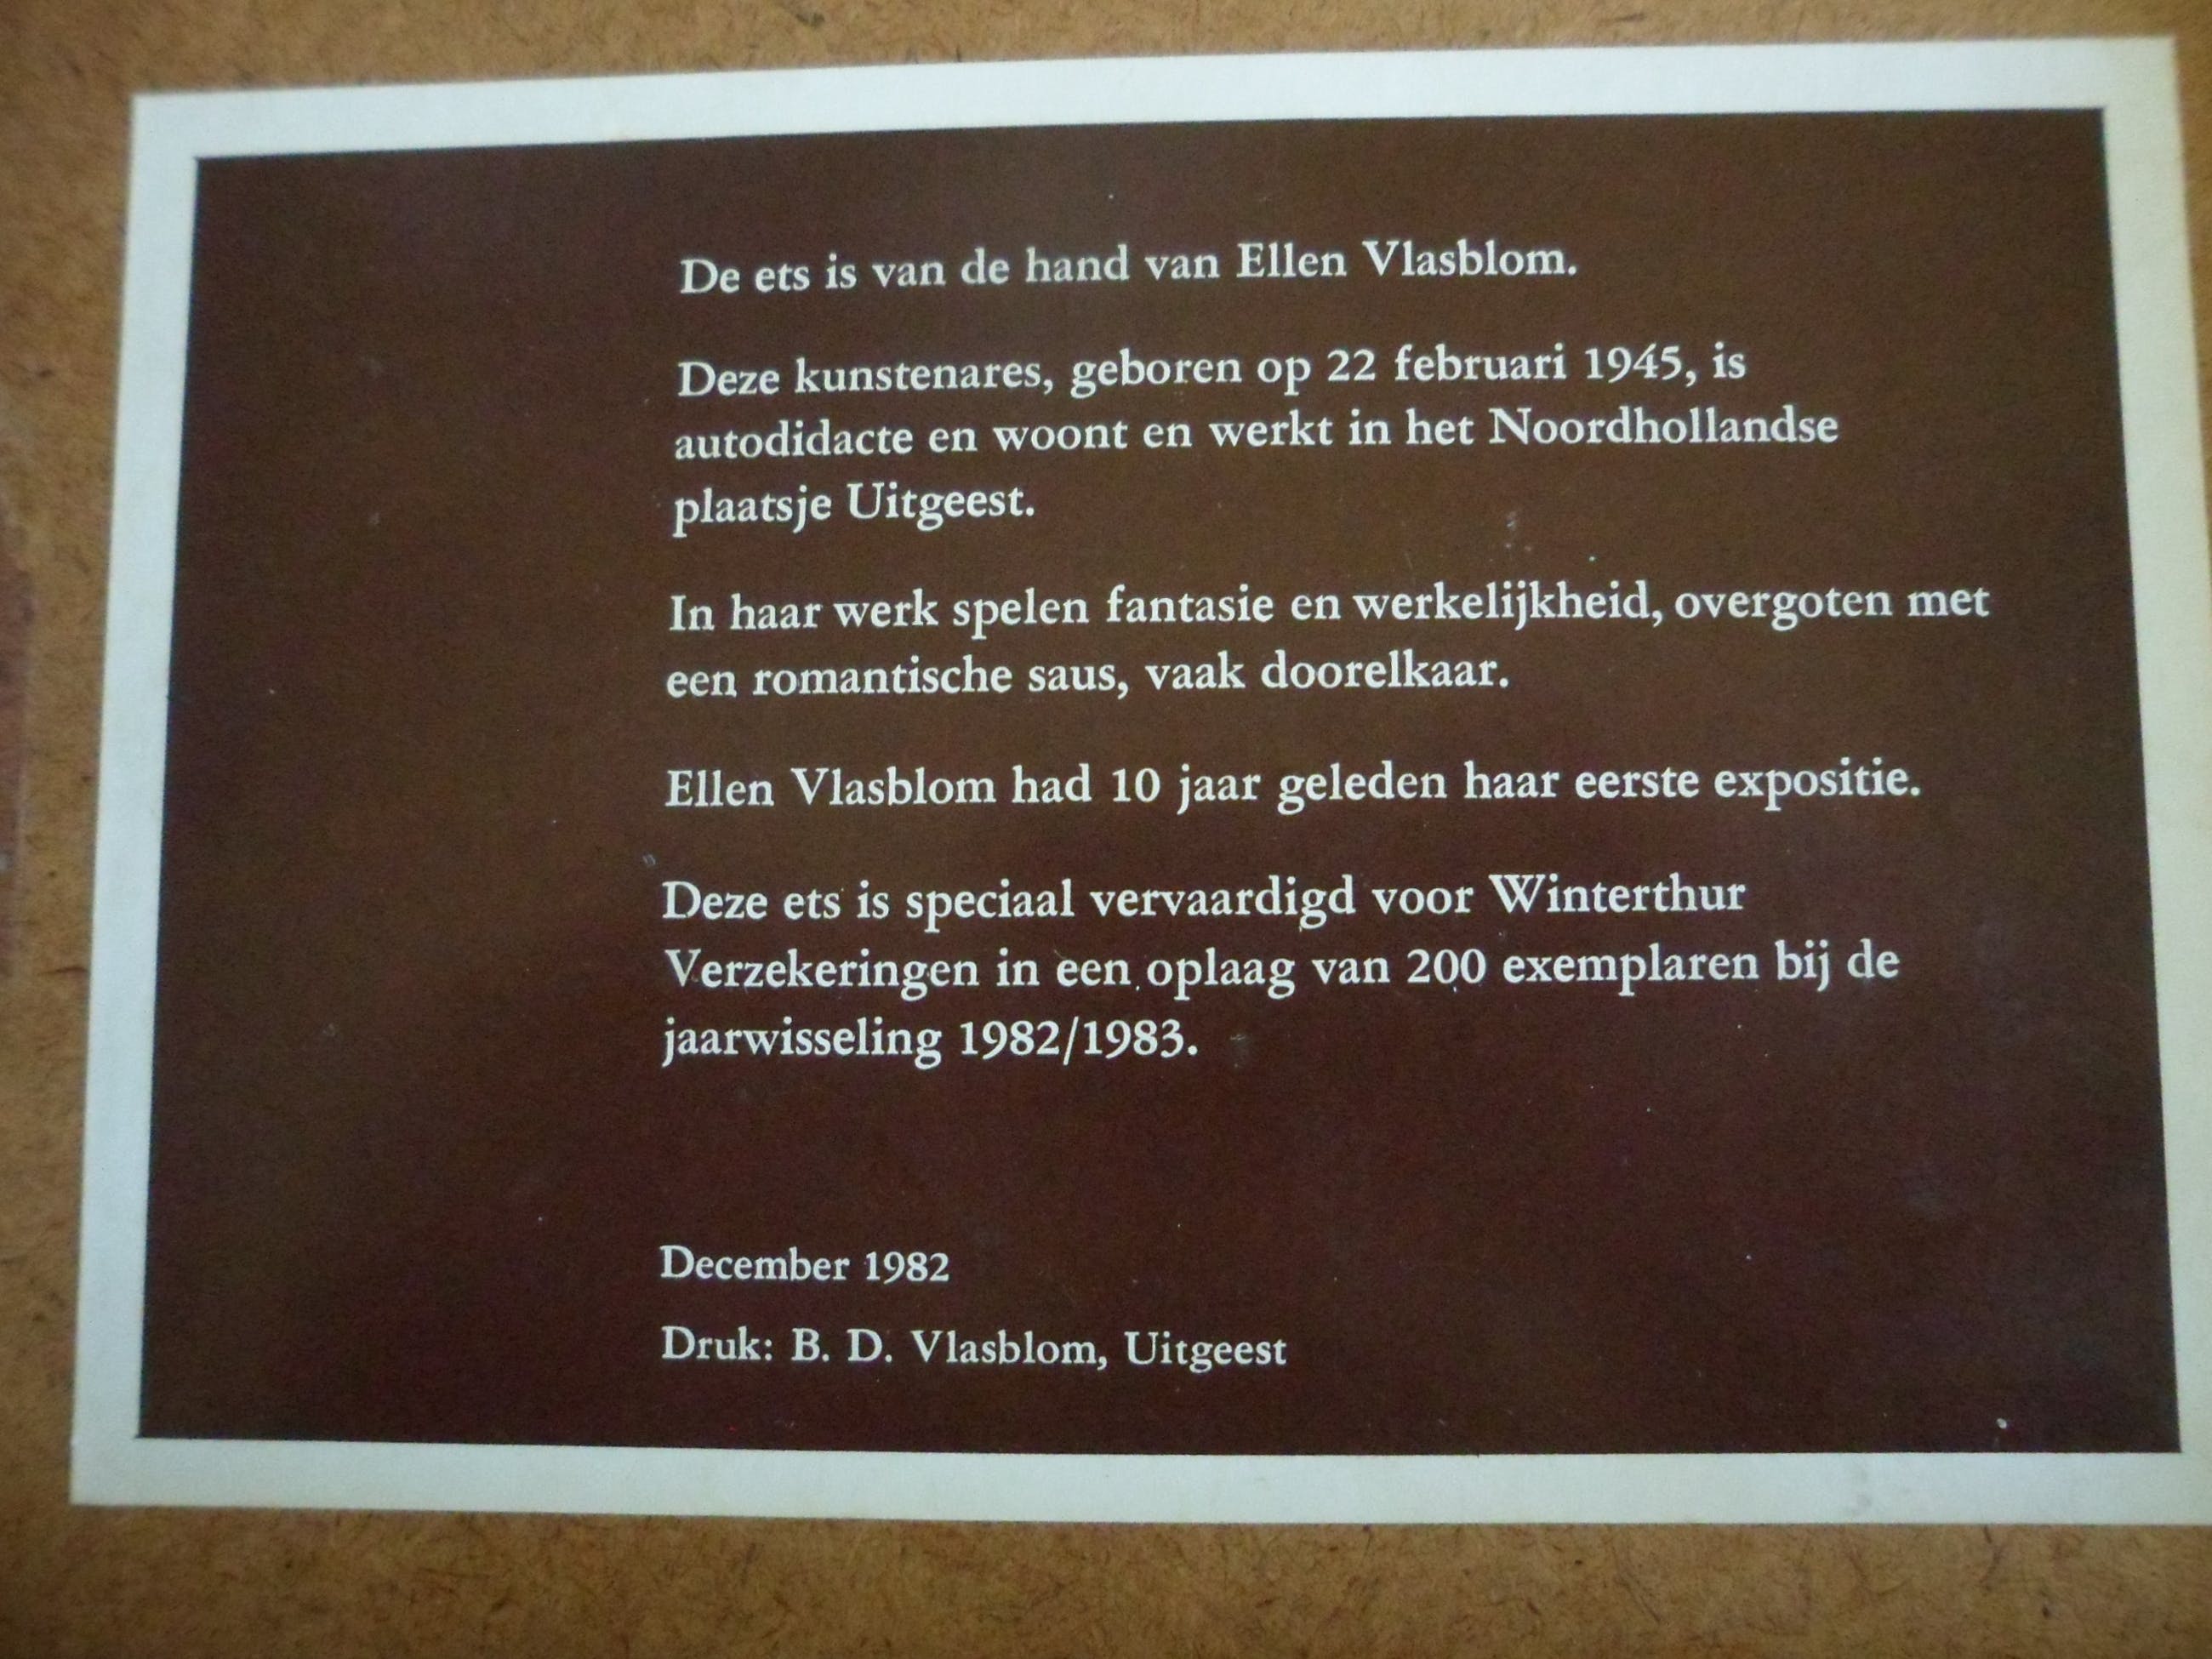 De ets is van de hand van Ellen Vlasblom.
Deze kunstenares, geboren op 22 februari 1945, is
autodidacte en woont en werkt in het Noordhollandse
plaatsje Uitgeest.
In haar werk spelen fantasie en werkelijkheid, overgoten met
een romantische saus, vaak doorelkaar.
Ellen Vlasblom had 10 jaar geleden haar eerste expositie.
Deze ets is speciaal vervaardigd voor Winterthur
Verzekeringen in een oplaag van 200 exemplaren bij de
jaarwisseling 1982/1983.
December 1982
Druk: B. D. Vlasblom, Uitgeest